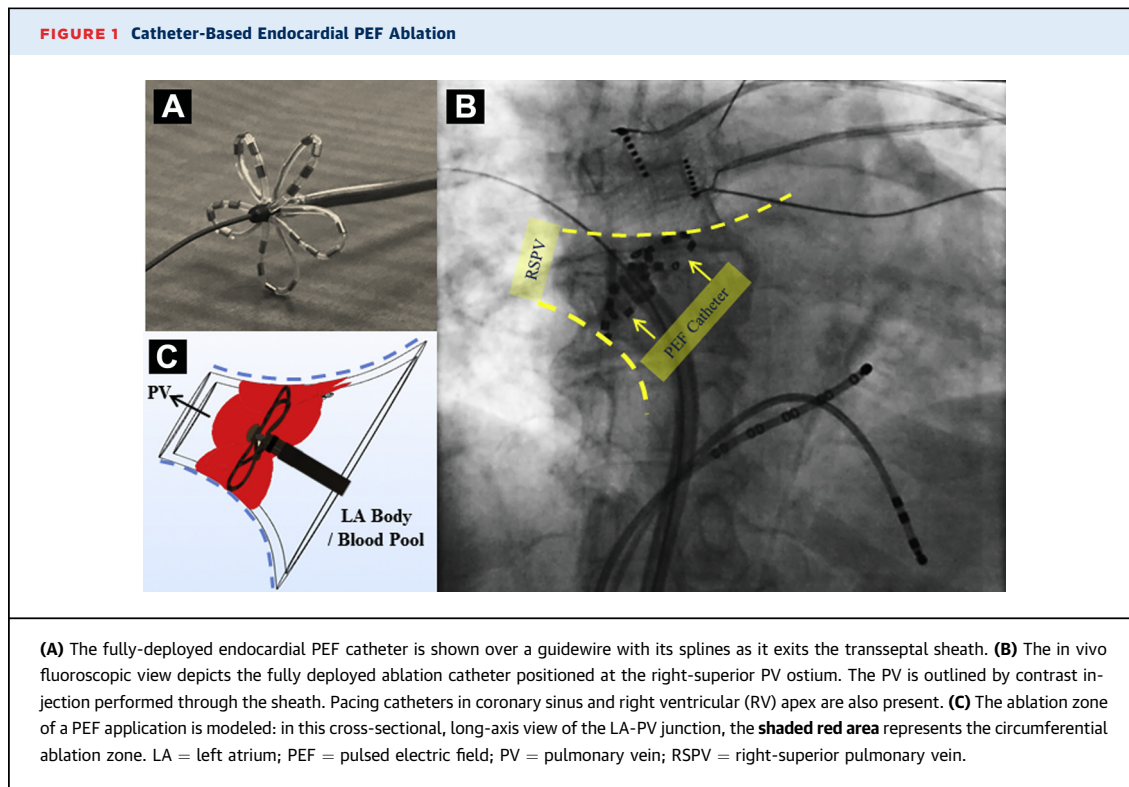 FIGURE 1 Catheter-Based Endocardial PEF Ablation
A
B
RSPV
PEF Catheter
C
PV
LA Body
/ Blood Pool
(A) The fully-deployed endocardial PEF catheter is shown over a guidewire with its splines as it exits the transseptal sheath. (B) The in vivo
fluoroscopic view depicts the fully deployed ablation catheter positioned at the right-superior PV ostium. The PV is outlined by contrast in-
jection performed through the sheath. Pacing catheters in coronary sinus and right ventricular (RV) apex are also present. (C) The ablation zone
of a PEF application is modeled: in this cross-sectional, long-axis view of the LA-PV junction, the shaded red area represents the circumferential
ablation zone. LA = left atrium; PEF = pulsed electric field; PV = pulmonary vein; RSPV = right-superior pulmonary vein.